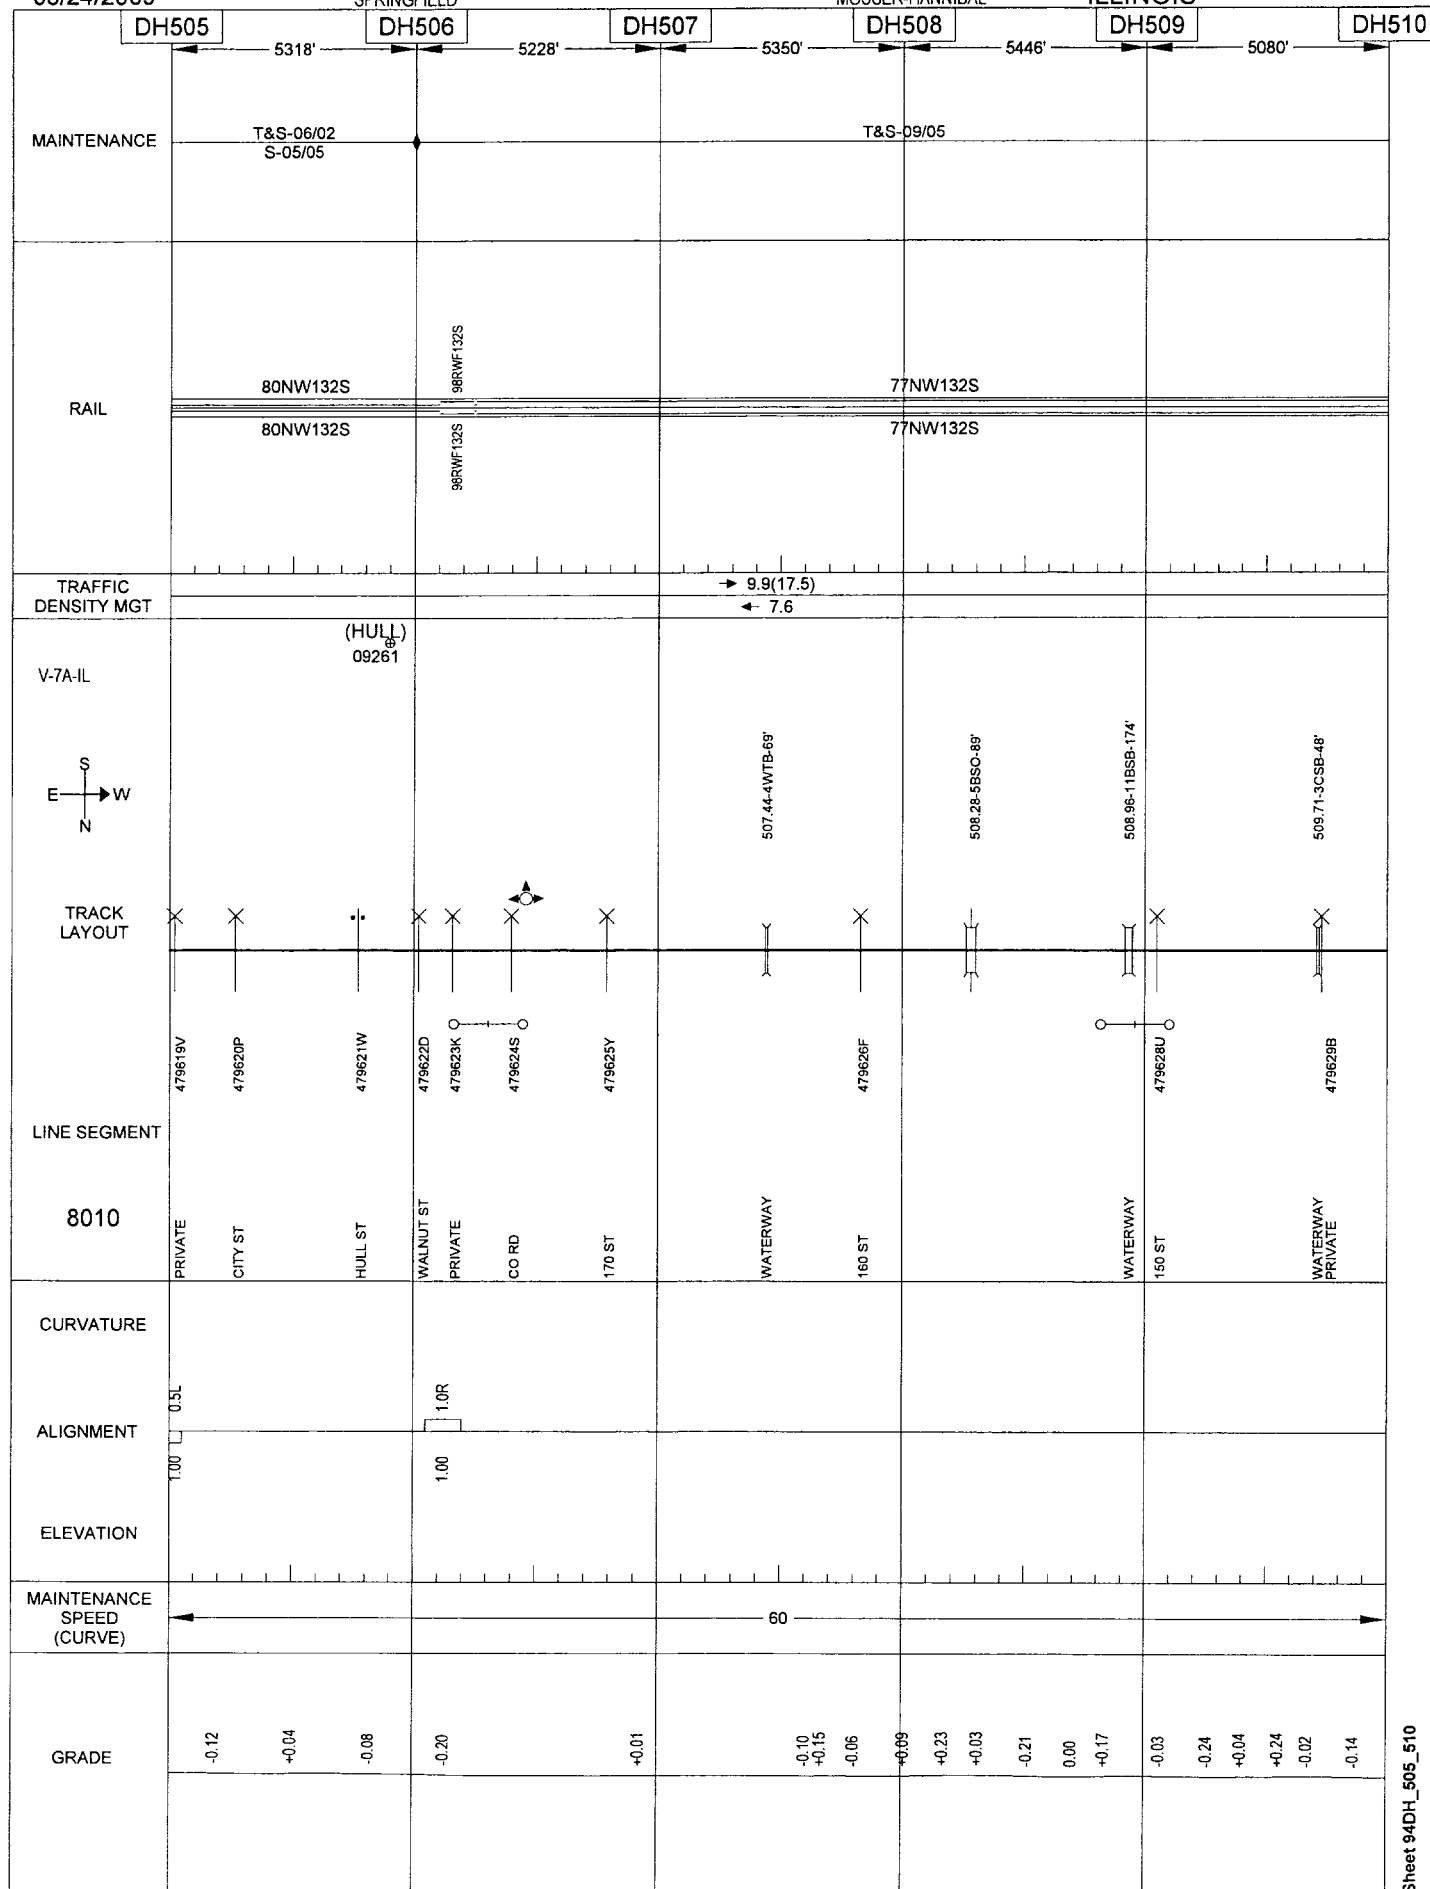 SPRINGFIELD
ILLINOIS
DH505 DH506 DH507 DH508 DH509 DH510
5318' 5228' 5350' 5446' 5080'
MAINTENANCE
T&S-06/02
S-05/05
T&S-09/05
RAIL
80NW132S
98RWF132S
77NW132S
80NW132S
98RWF132S
77NW132S
TRAFFIC
DENSITY MGT
9.9(17.5)
7.6
(HULL)
09261
V-7A-IL
S
E W
N
507.44-4WTB-69'
508.28-5BSO-89'
508.96-11BSB-174'
509.71-3CSB-48'
TRACK
LAYOUT
479619V
479620P
479621W
479622D
479623K
479624S
479625Y
479626F
479628U
479629B
LINE SEGMENT
8010
PRIVATE
CITY ST
HULL ST
WALNUT ST
PRIVATE
CO RD
170 ST
WATERWAY
160 ST
WATERWAY
150 ST
WATERWAY
PRIVATE
CURVATURE
0.5L
1.0R
ALIGNMENT
1.00
1.00
ELEVATION
MAINTENANCE
SPEED
(CURVE)
60
GRADE
-0.12
+0.04
-0.08
-0.20
+0.01
-0.10
+0.15
-0.06
+0.09
+0.23
+0.03
-0.21
0.00
+0.17
-0.03
-0.24
+0.04
+0.24
-0.02
-0.14
Sheet 94DH_505_510